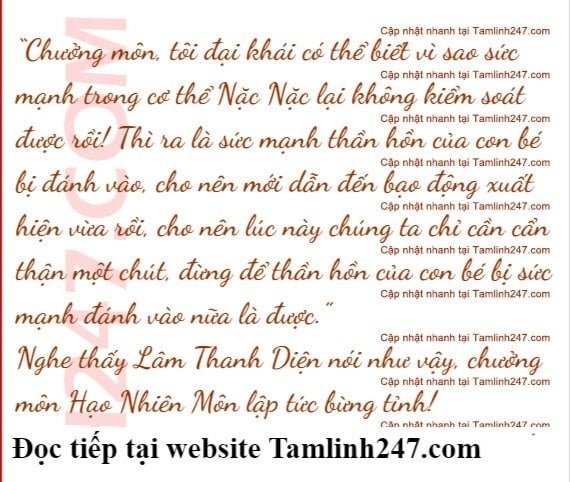 Cập nhật nhanh tại Tamlinh247.com
“Chưởng môn, tôi đại khái có thể biết vì sao sức
Cập nhật nhanh tại Tamlinh247.com
mạnh trong cơ thể Nặc Nặc lại không kiểm soát
Cập nhật nhanh tại Tamlinh247.com
được rồi! Thì ra là sức mạnh thần hồn của con bé
Cập nhật nhanh tại Tamlinh247.com
bị đánh vào, cho nên mới dẫn đến bạo động xuất
Cập nhật nhanh tại Tamlinh247.com
hiện vừa rồi, cho nên lúc này chúng ta chỉ cần cẩn
Cập nhật nhanh tại Tamlinh247.com
thận một chút, đừng để thần hồn của con bé bị sức
Cập nhật nhanh tại Tamlinh247.com
mạnh đánh vào nữa là được.”
Cập nhật nhanh tại Tamlinh247.com
Nghe thấy Lâm Thanh Diện nói như vậy, chưởng
Cập nhật nhanh tại Tamlinh247.com
môn Hạo Nhiên Môn lập tức bừng tỉnh!
Cập nhật nhanh tại Tamlinh247.com
Đọc tiếp tại website Tamlinh247.com
1247.COM